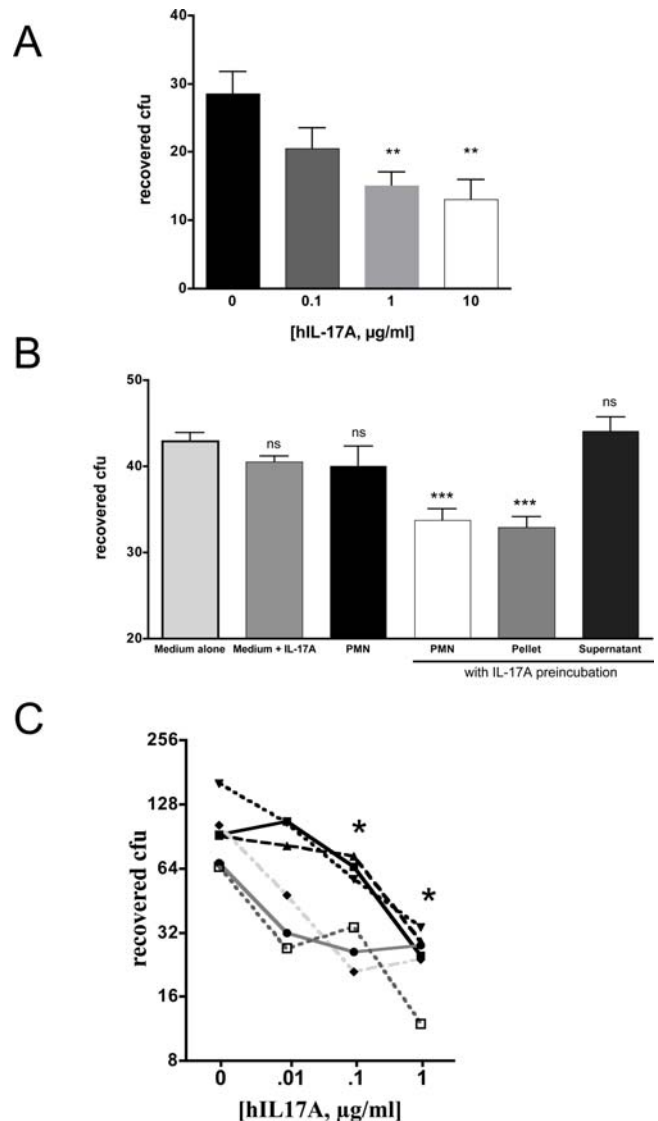 A
recovered cfu
40
30
20
10
0
** **
0 0.1 1 10
[hIL-17A, µg/ml]
B
recovered cfu
50
40
30
20
ns ns *** *** ns
Medium alone Medium + IL-17A PMN PMN Pellet Supernatant
with IL-17A preincubation
C
recovered cfu
256
128
64
32
16
8
* *
0 .01 .1 1
[hIL17A, µg/ml]